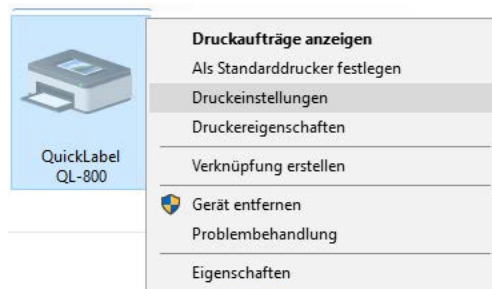 Druckaufträge anzeigen
Als Standarddrucker festlegen
Druckeinstellungen
Druckereigenschaften
QuickLabel
QL-800
Verknüpfung erstellen
Gerät entfernen
Problembehandlung
Eigenschaften